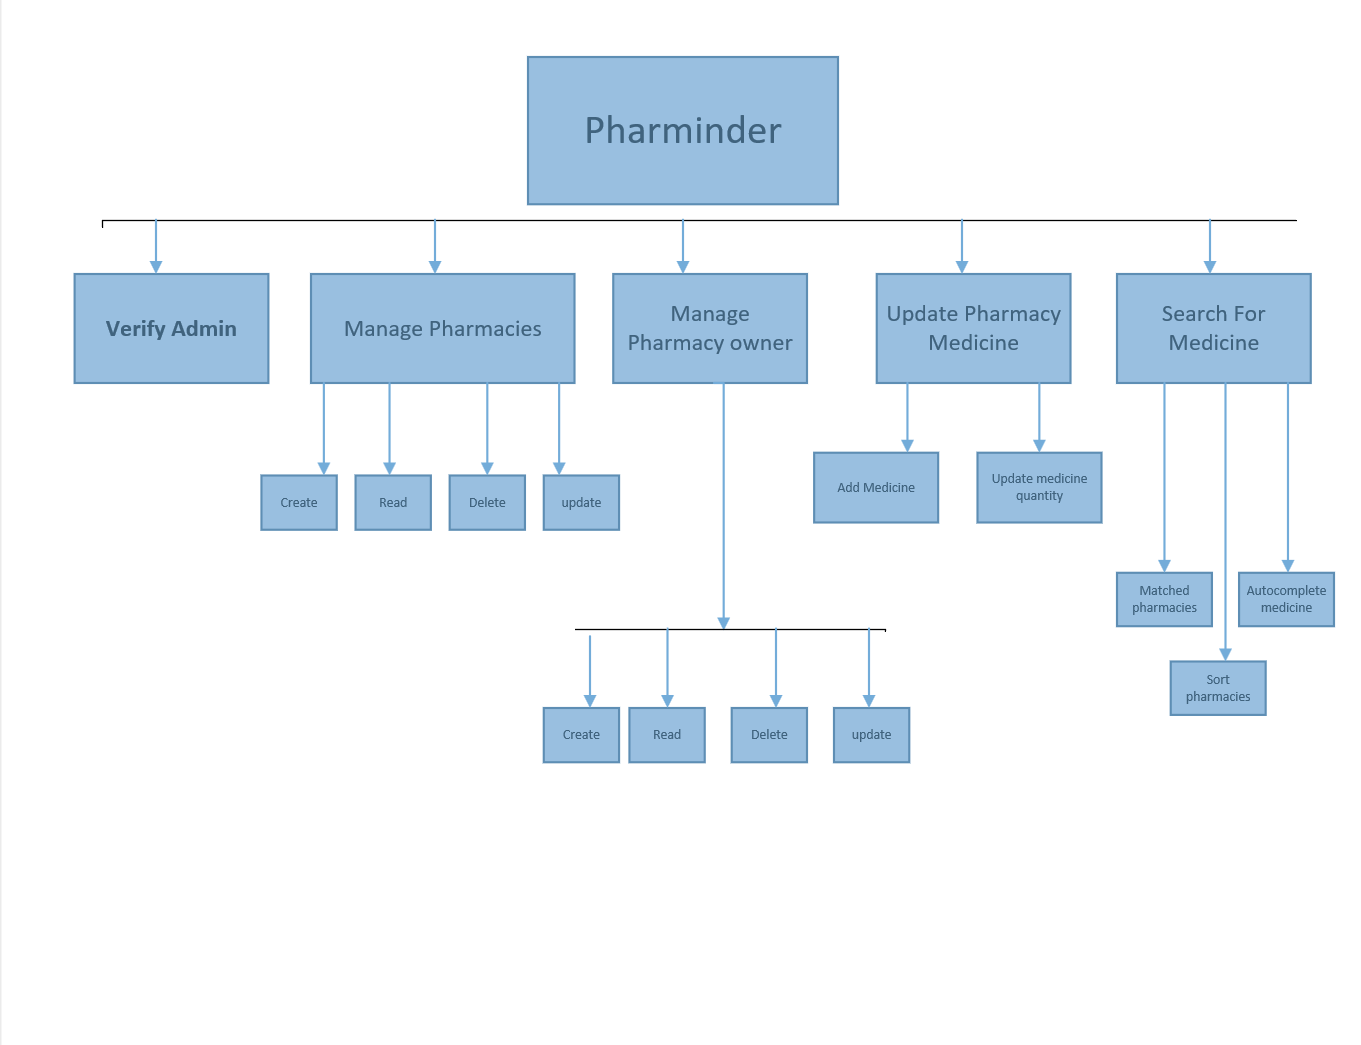 Pharminder
Verify Admin
Manage Pharmacies
Manage
Pharmacy owner
Update Pharmacy
Medicine
Search For
Medicine
Create
Read
Delete
update
Add Medicine
Update medicine
quantity
Matched
pharmacies
Autocomplete
medicine
Sort
pharmacies
Create
Read
Delete
update